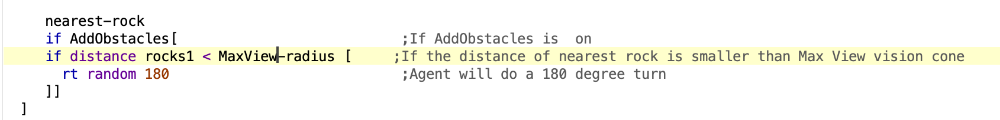 nearest-rock
if AddObstacles[ ;If AddObstacles is  on
if distance rocks1 < MaxView-radius [ ;If the distance of nearest rock is smaller than Max View vision cone
rt random 180 ;Agent will do a 180 degree turn
]]
]